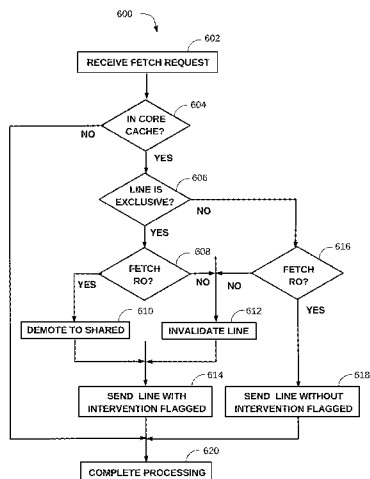 600
602
RECEIVE FETCH REQUEST
604
IN CORE
CACHE?
NO
YES
606
LINE IS
EXCLUSIVE?
NO
YES
608
FETCH
RO?
616
FETCH
RO?
YES
NO
NO
YES
610
DEMOTE TO SHARED
612
INVALIDATE LINE
614
SEND LINE WITH
INTERVENTION FLAGGED
618
SEND LINE WITHOUT
INTERVENTION FLAGGED
620
COMPLETE PROCESSING